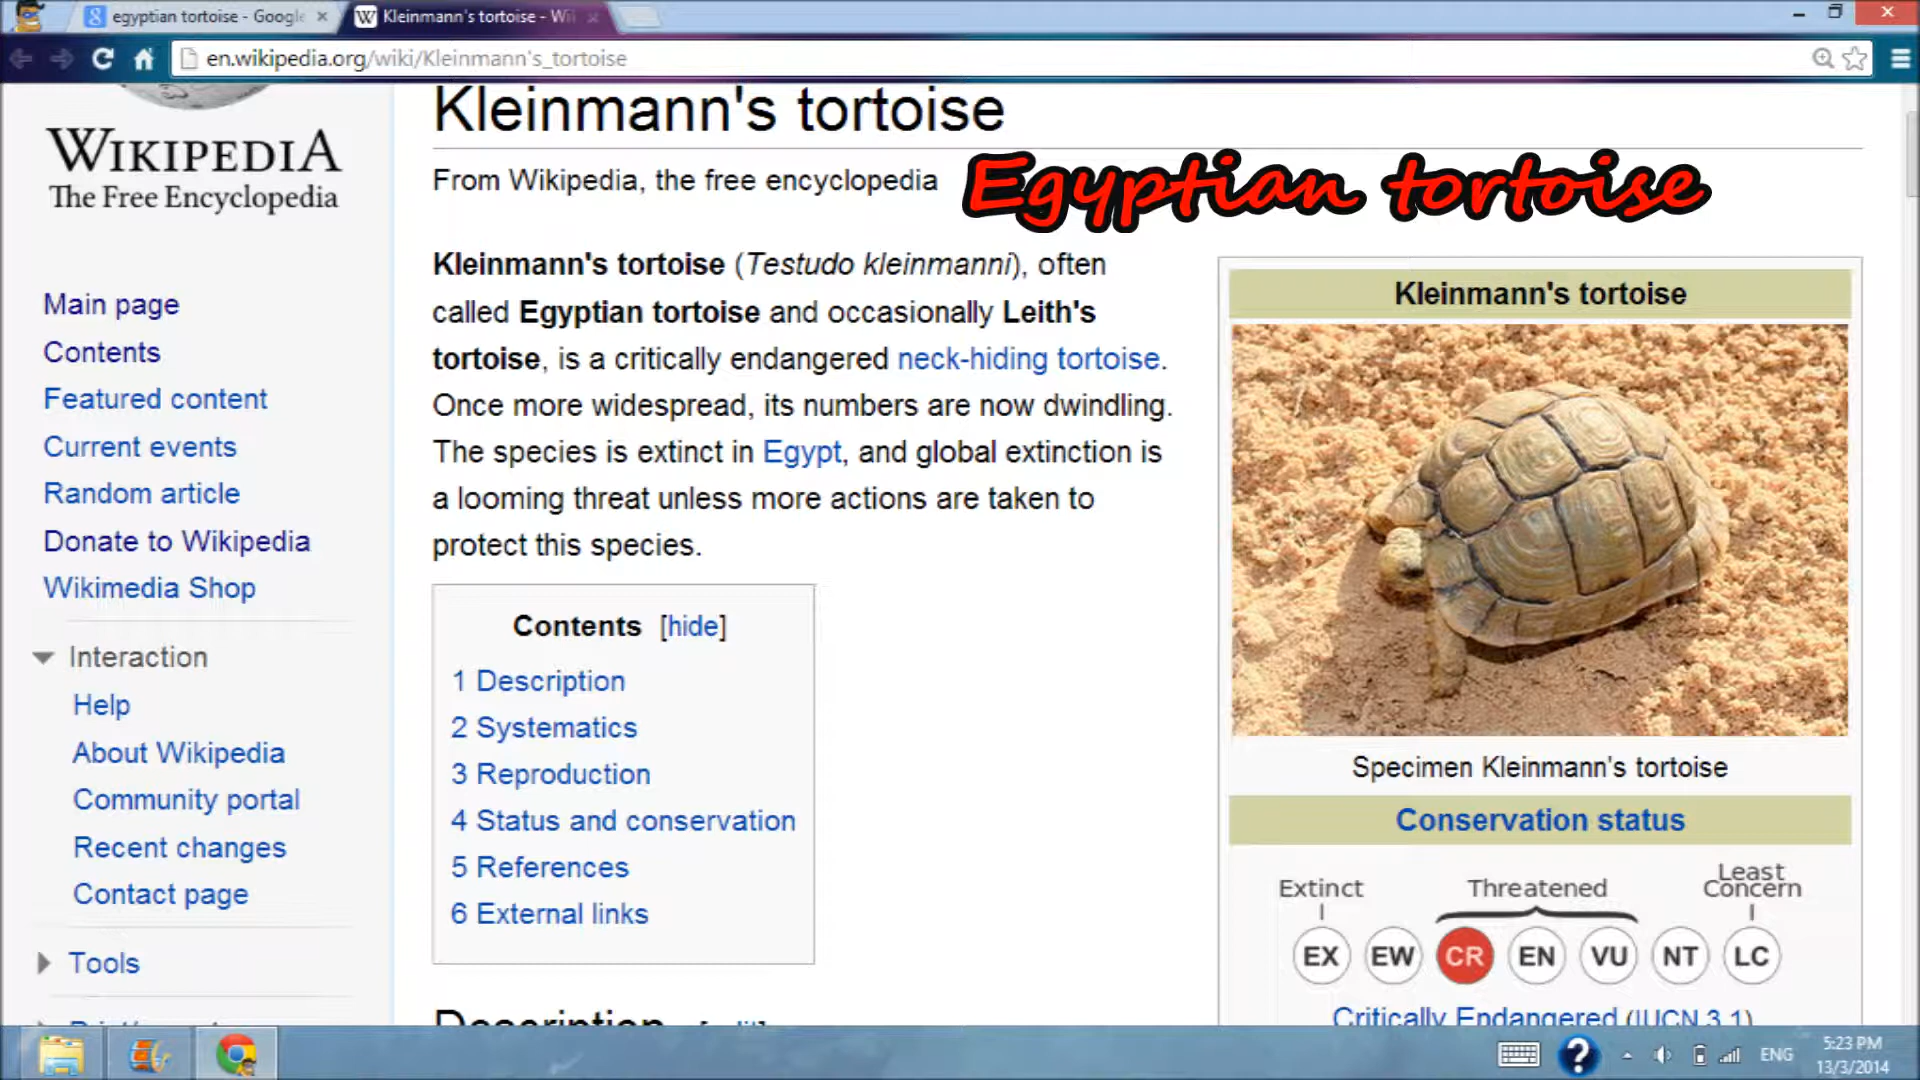 egyptian tortoise - Google
Kleinmann's tortoise - Wi
en.wikipedia.org/wiki/Kleinmann's_tortoise
WIKIPEDIA
The Free Encyclopedia
Main page
Contents
Featured content
Current events
Random article
Donate to Wikipedia
Wikimedia Shop
Interaction
Help
About Wikipedia
Community portal
Recent changes
Contact page
Tools
Kleinmann's tortoise
From Wikipedia, the free encyclopedia
Egyptian tortoise
Kleinmann's tortoise (Testudo kleinmanni), often
called Egyptian tortoise and occasionally Leith's
tortoise, is a critically endangered neck-hiding tortoise.
Once more widespread, its numbers are now dwindling.
The species is extinct in Egypt, and global extinction is
a looming threat unless more actions are taken to
protect this species.
Contents [hide]
1 Description
2 Systematics
3 Reproduction
4 Status and conservation
5 References
6 External links
Description [edit]
Kleinmann's tortoise
Specimen Kleinmann's tortoise
Conservation status
Extinct Threatened Least Concern
EX EW CR EN VU NT LC
Critically Endangered (IUCN 3.1)
ENG
5:23 PM
13/3/2014